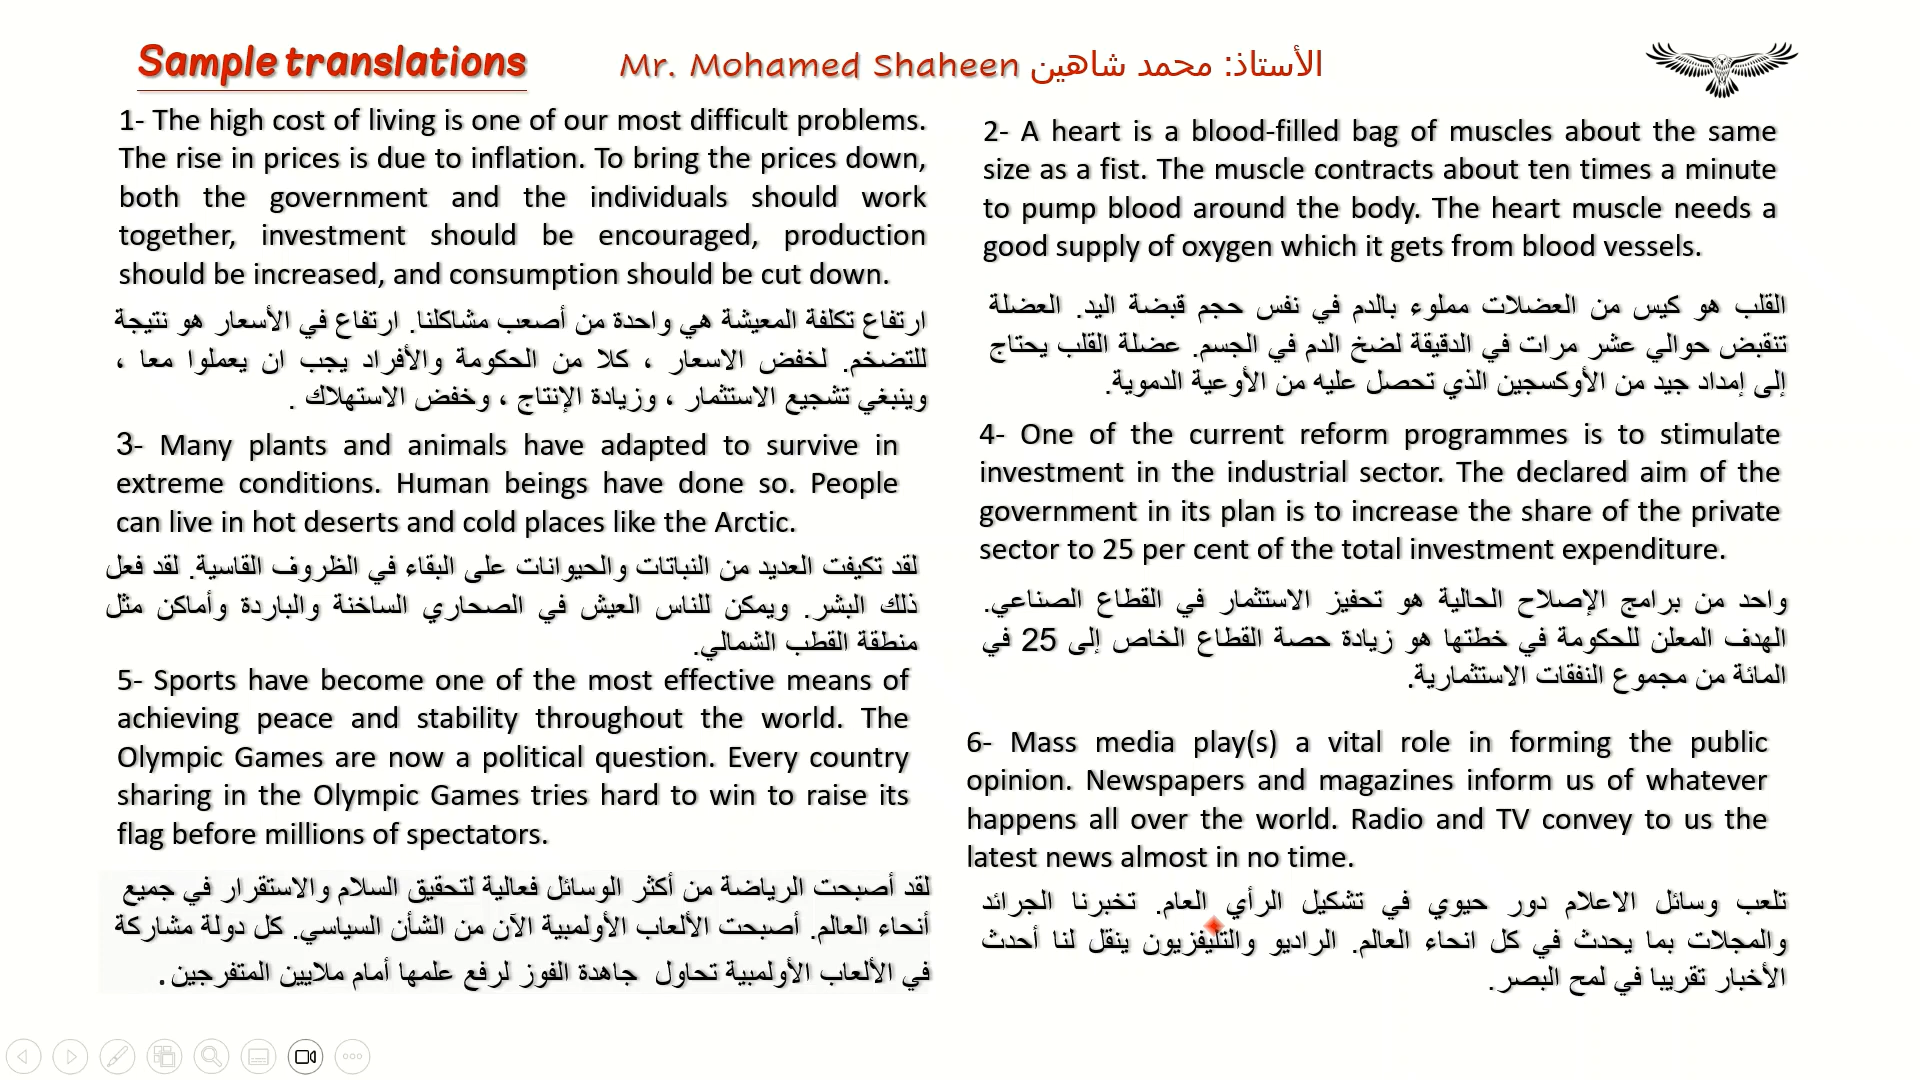 Sample translations
Mr. Mohamed Shaheen الأستاذ: محمد شاهين
1- The high cost of living is one of our most difficult problems.
The rise in prices is due to inflation. To bring the prices down,
both the government and the individuals should work
together, investment should be encouraged, production
should be increased, and consumption should be cut down.
ارتفاع تكلفة المعيشة هي واحدة من أصعب مشاكلنا. ارتفاع في الأسعار هو نتيجة
للتضخم. لخفض الاسعار ، كلا من الحكومة والأفراد يجب ان يعملوا معا ،
وينبغي تشجيع الاستثمار ، وزيادة الإنتاج ، وخفض الاستهلاك .
2- A heart is a blood-filled bag of muscles about the same
size as a fist. The muscle contracts about ten times a minute
to pump blood around the body. The heart muscle needs a
good supply of oxygen which it gets from blood vessels.
القلب هو كيس من العضلات مملوء بالدم في نفس حجم قبضة اليد. العضلة
تنقبض حوالي عشر مرات في الدقيقة لضخ الدم في الجسم. عضلة القلب يحتاج
إلى إمداد جيد من الأوكسجين الذي تحصل عليه من الأوعية الدموية.
3- Many plants and animals have adapted to survive in
extreme conditions. Human beings have done so. People
can live in hot deserts and cold places like the Arctic.
لقد تكيفت العديد من النباتات والحيوانات على البقاء في الظروف القاسية. لقد فعل
ذلك البشر. ويمكن للناس العيش في الصحاري الساخنة والباردة وأماكن مثل
منطقة القطب الشمالي.
4- One of the current reform programmes is to stimulate
investment in the industrial sector. The declared aim of the
government in its plan is to increase the share of the private
sector to 25 per cent of the total investment expenditure.
واحد من برامج الإصلاح الحالية هو تحفيز الاستثمار في القطاع الصناعي.
الهدف المعلن للحكومة في خطتها هو زيادة حصة القطاع الخاص إلى 25 في
المائة من مجموع النفقات الاستثمارية.
5- Sports have become one of the most effective means of
achieving peace and stability throughout the world. The
Olympic Games are now a political question. Every country
sharing in the Olympic Games tries hard to win to raise its
flag before millions of spectators.
لقد أصبحت الرياضة من أكثر الوسائل فعالية لتحقيق السلام والاستقرار في جميع
أنحاء العالم. أصبحت الألعاب الأولمبية الآن من الشأن السياسي. كل دولة مشاركة
في الألعاب الأولمبية تحاول جاهدة الفوز لرفع علمها أمام ملايين المتفرجين .
6- Mass media play(s) a vital role in forming the public
opinion. Newspapers and magazines inform us of whatever
happens all over the world. Radio and TV convey to us the
latest news almost in no time.
تلعب وسائل الاعلام دور حيوي في تشكيل الرأي العام. تخبرنا الجرائد
والمجلات بما يحدث في كل انحاء العالم. الراديو والتليفزيون ينقل لنا أحدث
الأخبار تقريبا في لمح البصر.